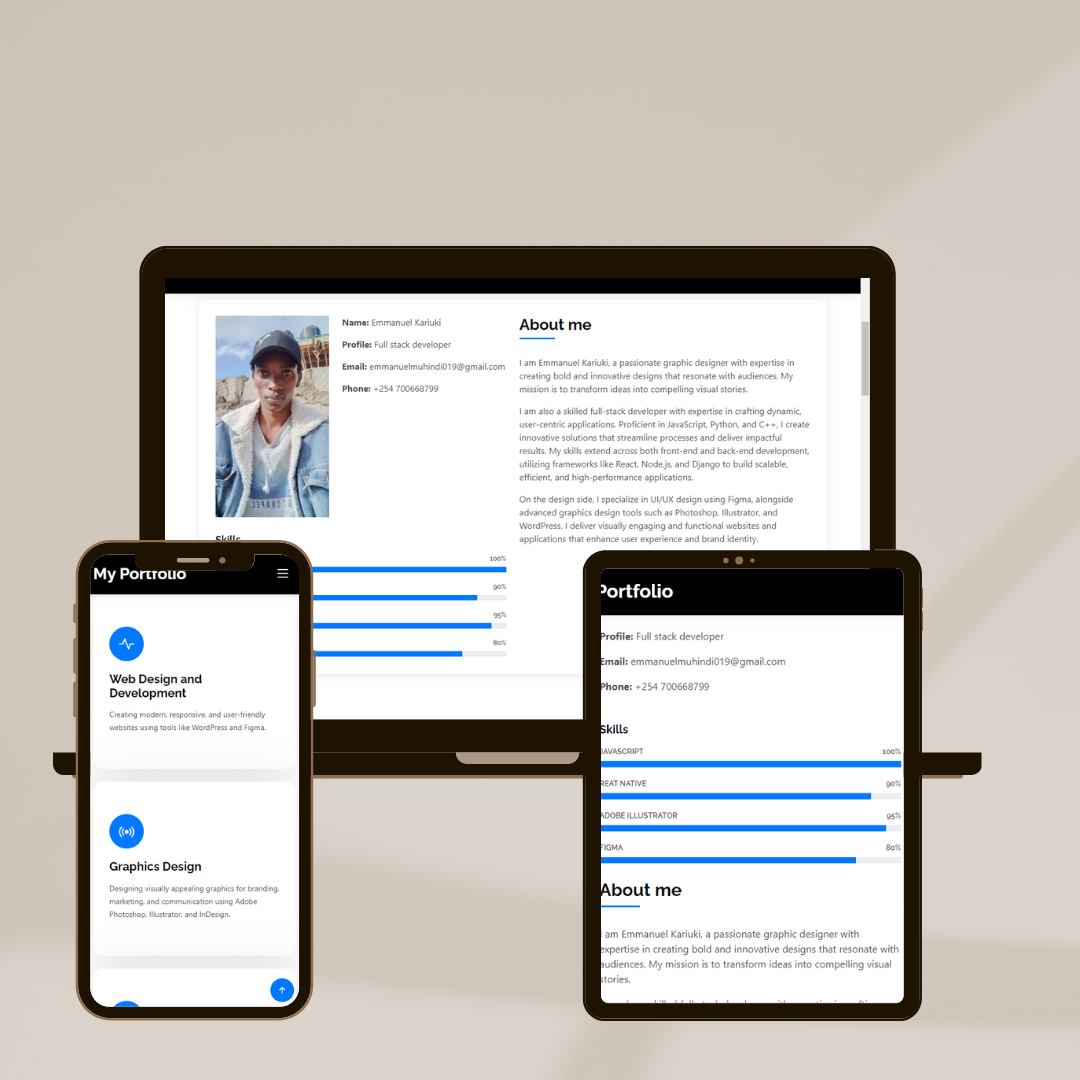 Name: Emmanuel Kariuki
Profile: Full stack developer
Email: emmanuelmuhindi019@gmail.com
Phone: +254 700668799
Skills
100%
90%
95%
80%
About me
I am Emmanuel Kariuki, a passionate graphic designer with expertise in
creating bold and innovative designs that resonate with audiences. My
mission is to transform ideas into compelling visual stories.
I am also a skilled full-stack developer with expertise in crafting dynamic,
user-centric applications. Proficient in JavaScript, Python, and C++, I create
innovative solutions that streamline processes and deliver impactful
results. My skills extend across both front-end and back-end development,
utilizing frameworks like React, Node.js, and Django to build scalable,
efficient, and high-performance applications.
On the design side, I specialize in UI/UX design using Figma, alongside
advanced graphics design tools such as Photoshop, Illustrator, and
WordPress. I deliver visually engaging and functional websites and
applications that enhance user experience and brand identity.
My Portfolio
Web Design and
Development
Creating modern, responsive, and user-friendly
websites using tools like WordPress and Figma.
Graphics Design
Designing visually appealing graphics for branding,
marketing, and communication using Adobe
Photoshop, Illustrator, and InDesign.
Portfolio
Profile: Full stack developer
Email: emmanuelmuhindi019@gmail.com
Phone: +254 700668799
Skills
JAVASCRIPT 100%
REAT NATIVE 90%
ADOBE ILLUSTRATOR 95%
FIGMA 80%
About me
I am Emmanuel Kariuki, a passionate graphic designer with
expertise in creating bold and innovative designs that resonate with
audiences. My mission is to transform ideas into compelling visual
stories.